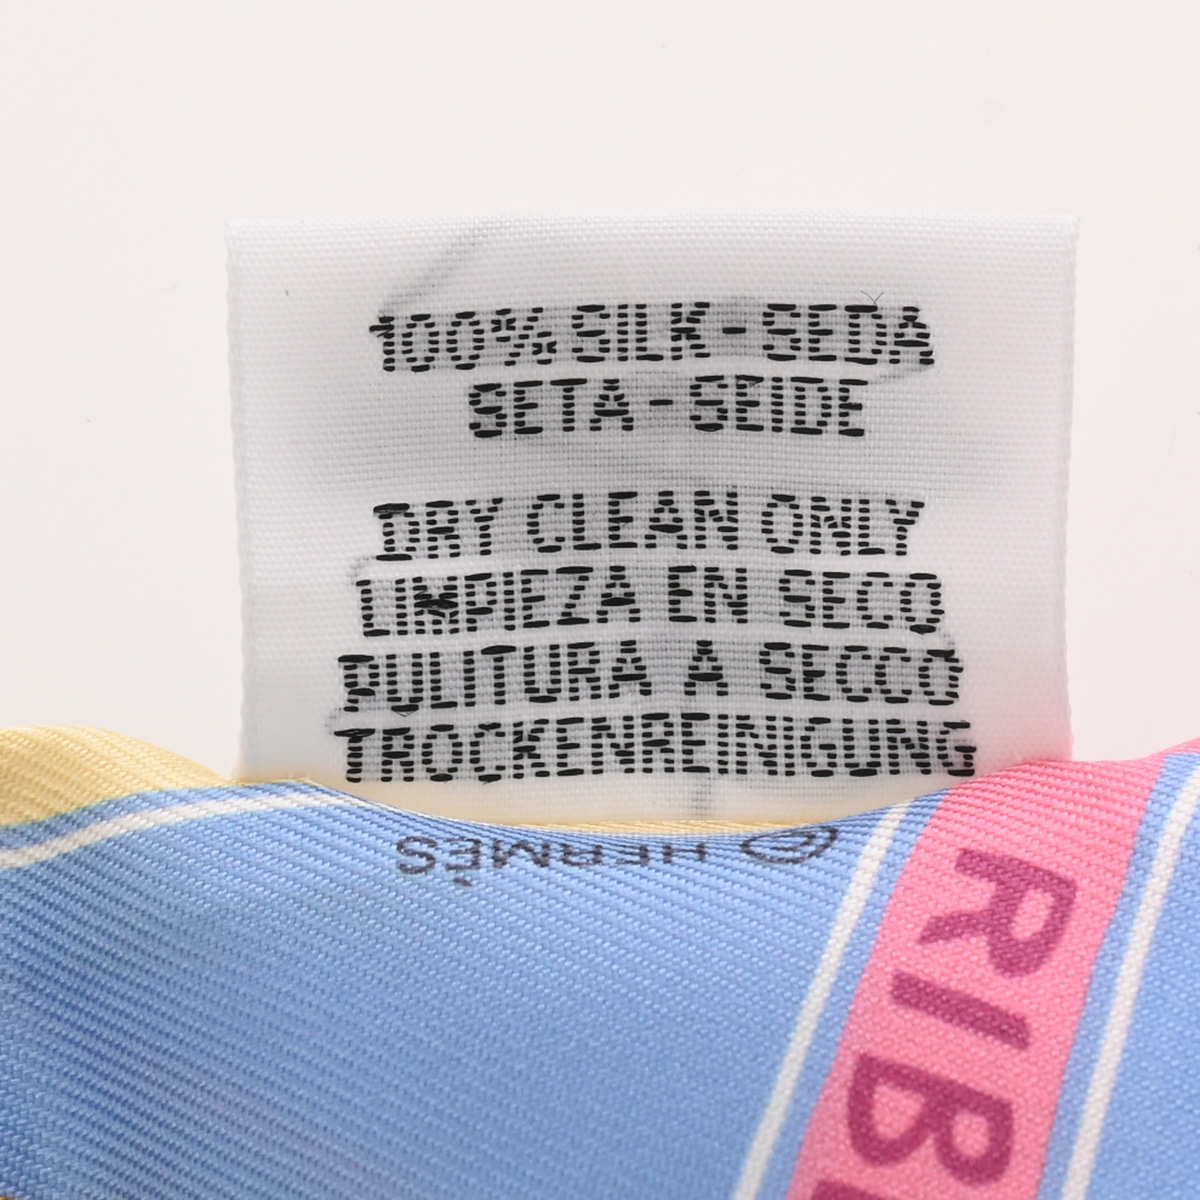 100% SILK-SEDA
SETA-SEIDE
DRY CLEAN ONLY
LIMPIEZA EN SECO
PULITURA A SECCO
TROCKENREINIGUNG
© HERMÈS
RIB